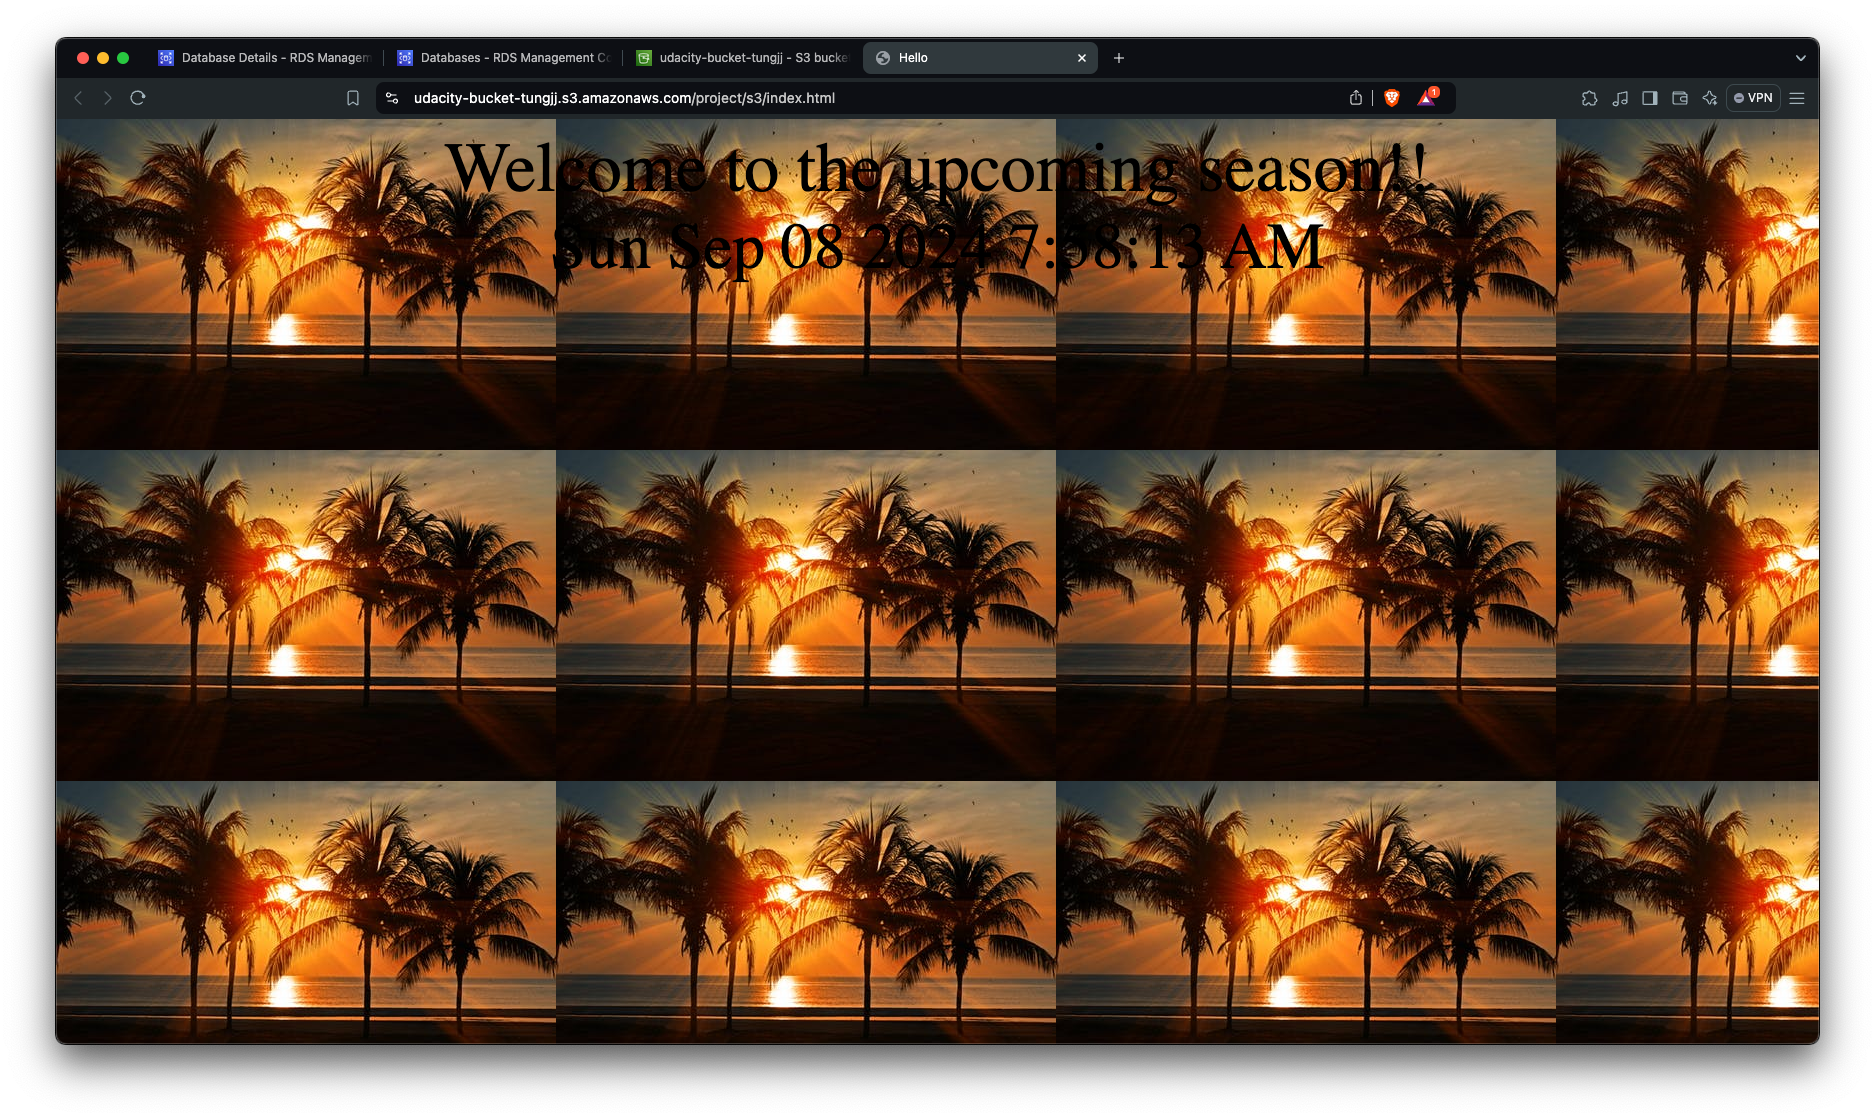 Database Details - RDS Managem
Databases - RDS Management Co
udacity-bucket-tungjj - S3 bucke
Hello
udacity-bucket-tungjj.s3.amazonaws.com/project/s3/index.html
1
VPN
Welcome to the upcoming season!!
Sun Sep 08 2024 7:58:13 AM